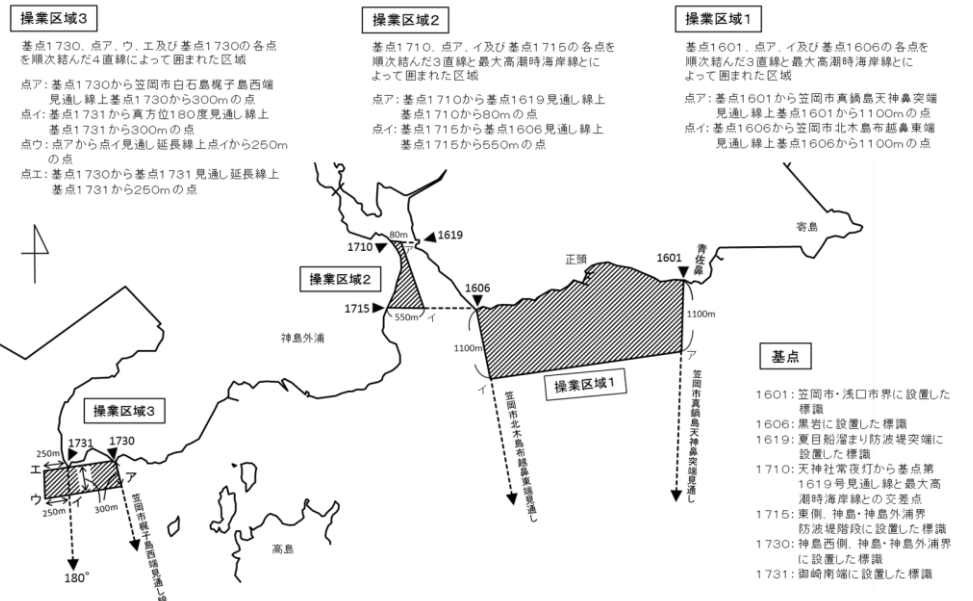 操業区域3
基点1730、点ア、ウ、エ及び基点1730の各点
を順次結んだ4直線によって囲まれた区域
点ア：基点1730から笠岡市白石島梶子島西端
見通し線上基点1730から300mの点
点イ：基点1731から真方位180度見通し線上
基点1731から300mの点
点ウ：点アから点イ見通し延長線上点イから250m
の点
点エ：基点1730から基点1731見通し延長線上
基点1731から250mの点
操業区域2
基点1710、点ア、イ及び基点1715の各点を
順次結んだ3直線と最大高潮時海岸線とに
よって囲まれた区域
点ア：基点1710から基点1619見通し線上
基点1710から80mの点
点イ：基点1715から基点1606見通し線上
基点1715から550mの点
操業区域1
基点1601、点ア、イ及び基点1606の各点を
順次結んだ3直線と最大高潮時海岸線とに
よって囲まれた区域
点ア：基点1601から笠岡市真鍋島天神鼻突端
見通し線上基点1601から1100mの点
点イ：基点1606から笠岡市北木島布越鼻東端
見通し線上基点1606から1100mの点
寄島
青佐鼻
正頭
1601
1606
1100m
1100m
ア
イ
操業区域1
笠岡市真鍋島天神鼻突端見通し
笠岡市北木島布越鼻東端見通し
80m
1710
1619
ア
操業区域2
1715
550m
イ
神島外浦
操業区域3
1731
1730
250m
エ
ウ
イ
ア
250m
300m
180°
笠岡市梶子島西端見通し線
高島
基点
1601：笠岡市・浅口市界に設置した
標識
1606：黒岩に設置した標識
1619：夏目船溜まり防波堤突端に
設置した標識
1710：天神社常夜灯から基点第
1619号見通し線と最大高
潮時海岸線との交差点
1715：東側、神島・神島外浦界
防波堤階段に設置した標識
1730：神島西側、神島・神島外浦界
に設置した標識
1731：御崎南端に設置した標識